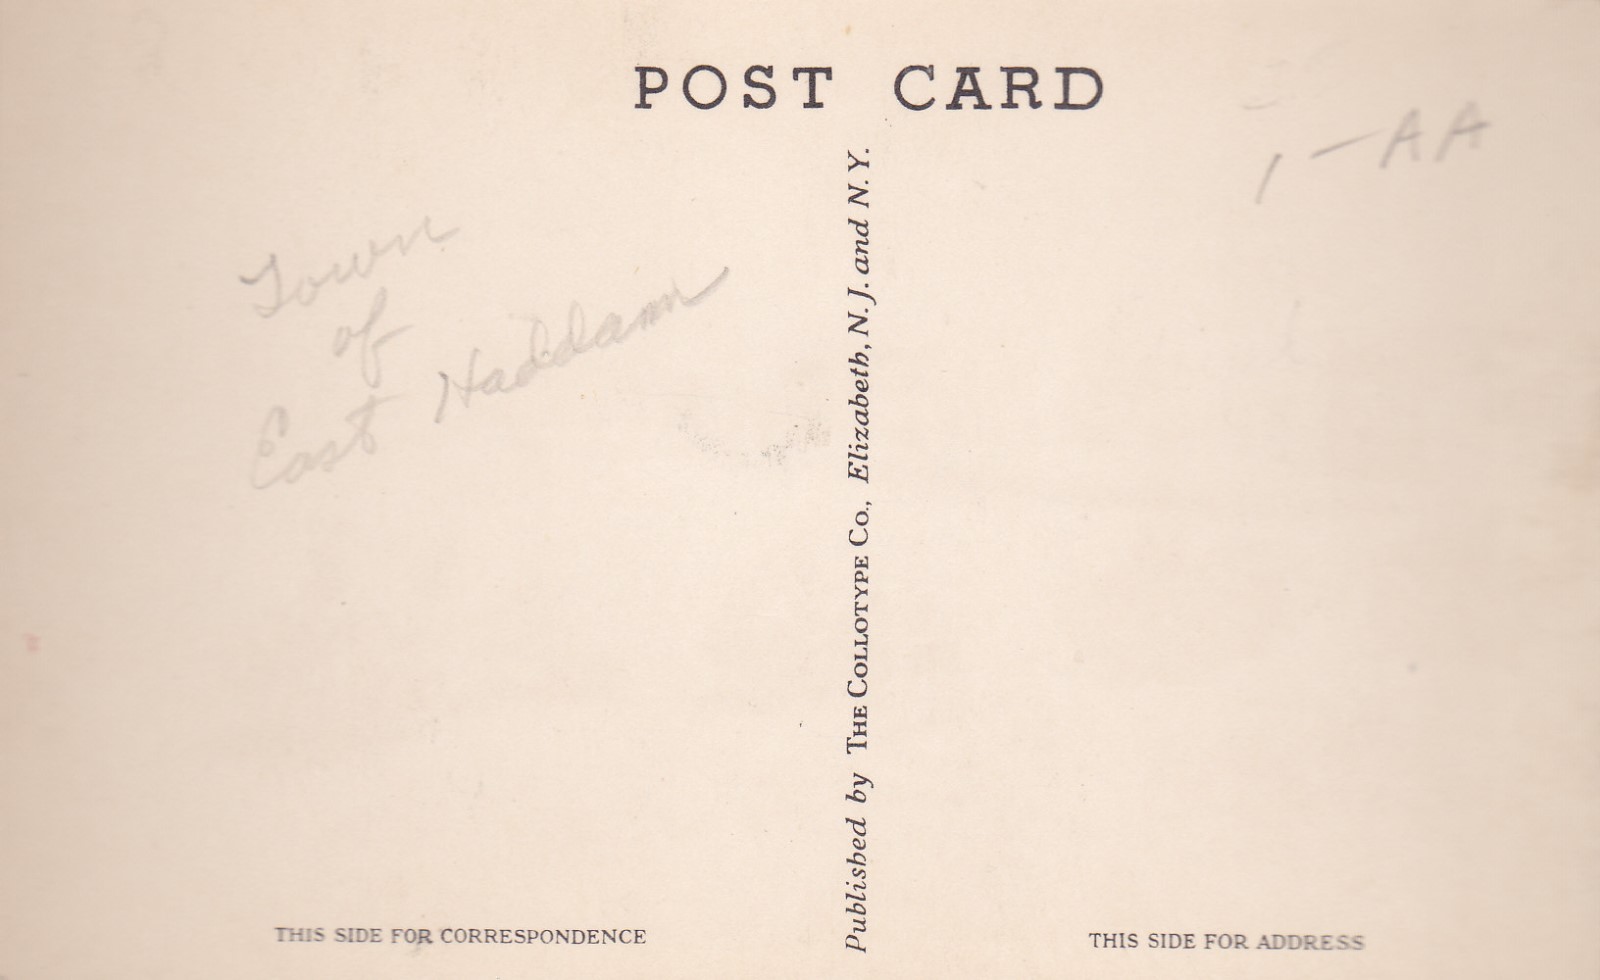 POST CARD
1 - AA
Town
of
East Haddam
Published by THE COLLOTYPE CO., Elizabeth, N. J. and N. Y.
THIS SIDE FOR CORRESPONDENCE
THIS SIDE FOR ADDRESS